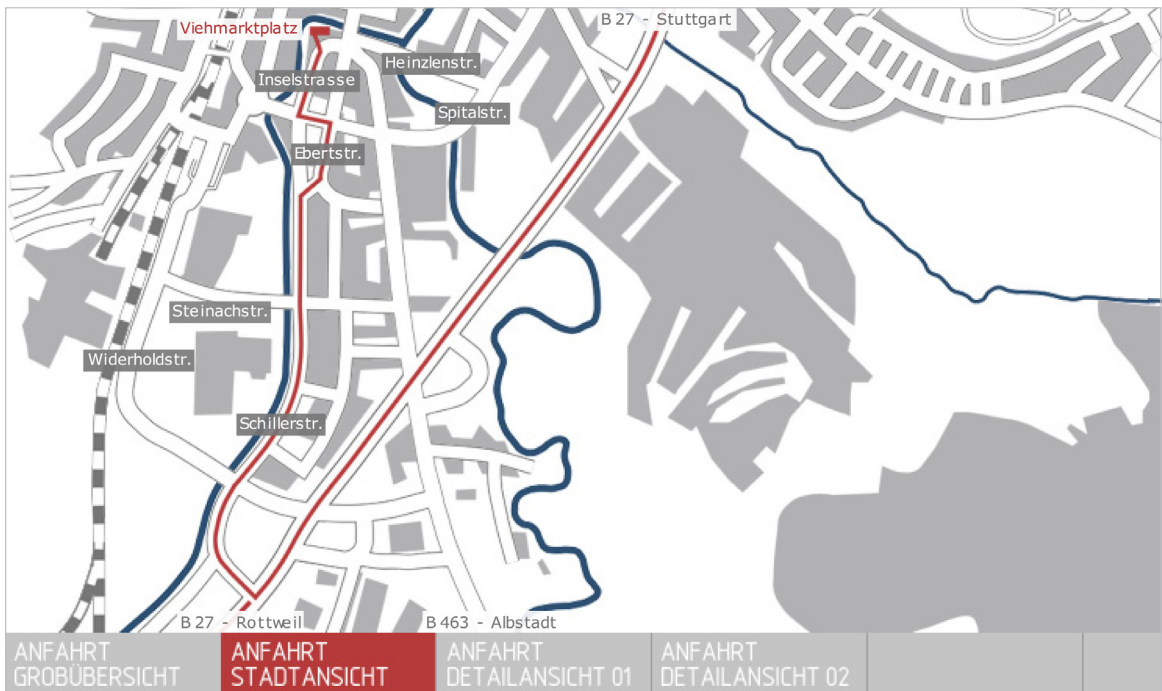 B 27 - Stuttgart
Viehmarktplatz
Heinzlenstr.
Inselstrasse
Spitalstr.
Ebertstr.
Steinachstr.
Widerholdstr.
Schillerstr.
B 27 - Rottweil
B 463 - Albstadt
ANFAHRT
GROBÜBERSICHT
ANFAHRT
STADTANSICHT
ANFAHRT
DETAILANSICHT 01
ANFAHRT
DETAILANSICHT 02